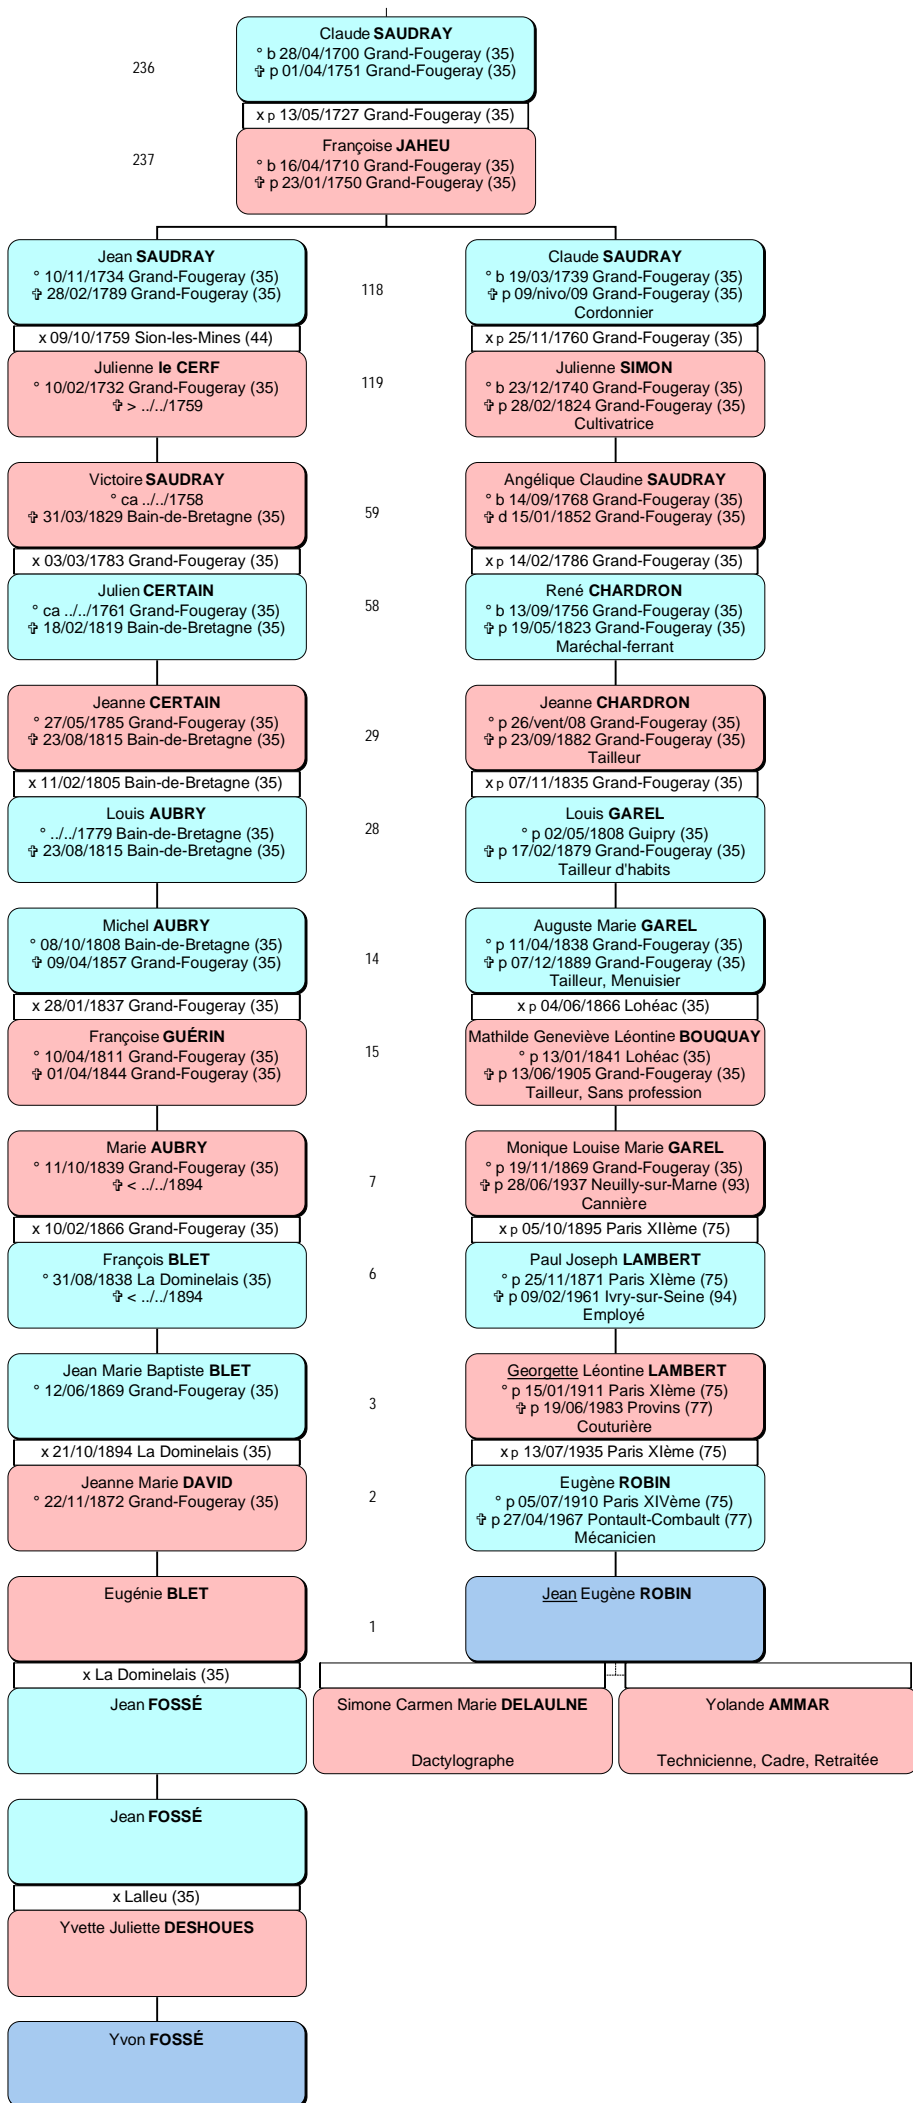 Claude SAUDRAY
° b 28/04/1700 Grand-Fougeray (35)
236
✞ p 01/04/1751 Grand-Fougeray (35)
x p 13/05/1727 Grand-Fougeray (35)
Françoise JAHEU
237
° b 16/04/1710 Grand-Fougeray (35)
✞ p 23/01/1750 Grand-Fougeray (35)
Jean SAUDRAY
° 10/11/1734 Grand-Fougeray (35)
✞ 28/02/1789 Grand-Fougeray (35)
118
Claude SAUDRAY
° b 19/03/1739 Grand-Fougeray (35)
✞ p 09/nivo/09 Grand-Fougeray (35)
Cordonnier
x 09/10/1759 Sion-les-Mines (44)
x p 25/11/1760 Grand-Fougeray (35)
Julienne le CERF
° 10/02/1732 Grand-Fougeray (35)
✞ > ../../1759
119
Julienne SIMON
° b 23/12/1740 Grand-Fougeray (35)
✞ p 28/02/1824 Grand-Fougeray (35)
Cultivatrice
Victoire SAUDRAY
° ca ../../1758
✞ 31/03/1829 Bain-de-Bretagne (35)
59
Angélique Claudine SAUDRAY
° b 14/09/1768 Grand-Fougeray (35)
✞ d 15/01/1852 Grand-Fougeray (35)
x 03/03/1783 Grand-Fougeray (35)
x p 14/02/1786 Grand-Fougeray (35)
Julien CERTAIN
° ca ../../1761 Grand-Fougeray (35)
✞ 18/02/1819 Bain-de-Bretagne (35)
58
René CHARDRON
° b 13/09/1756 Grand-Fougeray (35)
✞ p 19/05/1823 Grand-Fougeray (35)
Maréchal-ferrant
Jeanne CERTAIN
° 27/05/1785 Grand-Fougeray (35)
✞ 23/08/1815 Bain-de-Bretagne (35)
29
Jeanne CHARDRON
° p 26/vent/08 Grand-Fougeray (35)
✞ p 23/09/1882 Grand-Fougeray (35)
Tailleur
x 11/02/1805 Bain-de-Bretagne (35)
x p 07/11/1835 Grand-Fougeray (35)
Louis AUBRY
° ../../1779 Bain-de-Bretagne (35)
✞ 23/08/1815 Bain-de-Bretagne (35)
28
Louis GAREL
° p 02/05/1808 Guipry (35)
✞ p 17/02/1879 Grand-Fougeray (35)
Tailleur d'habits
Michel AUBRY
° 08/10/1808 Bain-de-Bretagne (35)
✞ 09/04/1857 Grand-Fougeray (35)
14
Auguste Marie GAREL
° p 11/04/1838 Grand-Fougeray (35)
✞ p 07/12/1889 Grand-Fougeray (35)
Tailleur, Menuisier
x 28/01/1837 Grand-Fougeray (35)
x p 04/06/1866 Lohéac (35)
Françoise GUÉRIN
° 10/04/1811 Grand-Fougeray (35)
✞ 01/04/1844 Grand-Fougeray (35)
15
Mathilde Geneviève Léontine BOUQUAY
° p 13/01/1841 Lohéac (35)
✞ p 13/06/1905 Grand-Fougeray (35)
Tailleur, Sans profession
Marie AUBRY
° 11/10/1839 Grand-Fougeray (35)
✞ < ../../1894
7
Monique Louise Marie GAREL
° p 19/11/1869 Grand-Fougeray (35)
✞ p 28/06/1937 Neuilly-sur-Marne (93)
Cannière
x 10/02/1866 Grand-Fougeray (35)
x p 05/10/1895 Paris XIIème (75)
François BLET
° 31/08/1838 La Dominelais (35)
✞ < ../../1894
6
Paul Joseph LAMBERT
° p 25/11/1871 Paris XIème (75)
✞ p 09/02/1961 Ivry-sur-Seine (94)
Employé
Jean Marie Baptiste BLET
° 12/06/1869 Grand-Fougeray (35)
3
Georgette Léontine LAMBERT
° p 15/01/1911 Paris XIème (75)
✞ p 19/06/1983 Provins (77)
Couturière
x 21/10/1894 La Dominelais (35)
x p 13/07/1935 Paris XIème (75)
Jeanne Marie DAVID
° 22/11/1872 Grand-Fougeray (35)
2
Eugène ROBIN
° p 05/07/1910 Paris XIVème (75)
✞ p 27/04/1967 Pontault-Combault (77)
Mécanicien
Eugénie BLET
1
Jean Eugène ROBIN
x La Dominelais (35)
Jean FOSSÉ
Simone Carmen Marie DELAULNE
Dactylographe
Yolande AMMAR
Technicienne, Cadre, Retraitée
Jean FOSSÉ
x Lalleu (35)
Yvette Juliette DESHOUES
Yvon FOSSÉ